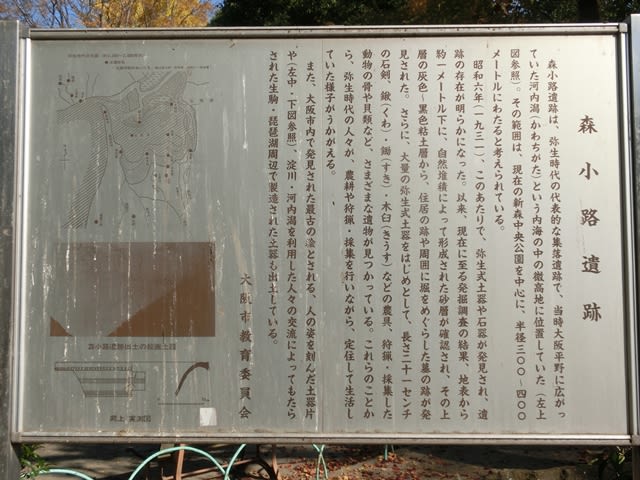 森小路遺跡
森小路遺跡は、弥生時代の代表的な集落遺跡で、当時大阪平野に広がっ
ていた河内潟(かわちがた)という内海の中の微高地に位置していた(左上
図参照)。その範囲は、現在の新森中央公園を中心に、半径三〇〇〜四〇〇
メートルにわたると考えられている。
昭和六年(一九三一)、このあたりで、弥生式土器や石器が発見され、遺
跡の存在が明らかになった。以来、現在に至る発掘調査の結果、地表から
約一メートル下に、自然堆積によって形成された砂層が確認され、その上
層の灰色〜黒色粘土層から、住居の跡や周囲に堀をめぐらした墓の跡が発
見された。さらに、大量の弥生式土器をはじめとして、長さ三十一センチ
の石剣、鍬(くわ)・鋤(すき)・木臼(きうす)などの農具、狩猟・採集した
動物の骨や貝類など、さまざまな遺物が見つかっている。これらのことか
ら、弥生時代の人々が、農耕や狩猟・採集を行いながら、定住して生活し
ていた様子がうかがえる。
また、大阪市内で発見された最古の絵とされる、人の姿を刻んだ土器片
や(左中・下図参照)、淀川・河内潟を利用した人々の交流によってもたら
された生駒・琵琶湖周辺で製造された土器も出土している。
大阪市教育委員会
森小路遺跡出土の絵画土器
同上 実測図